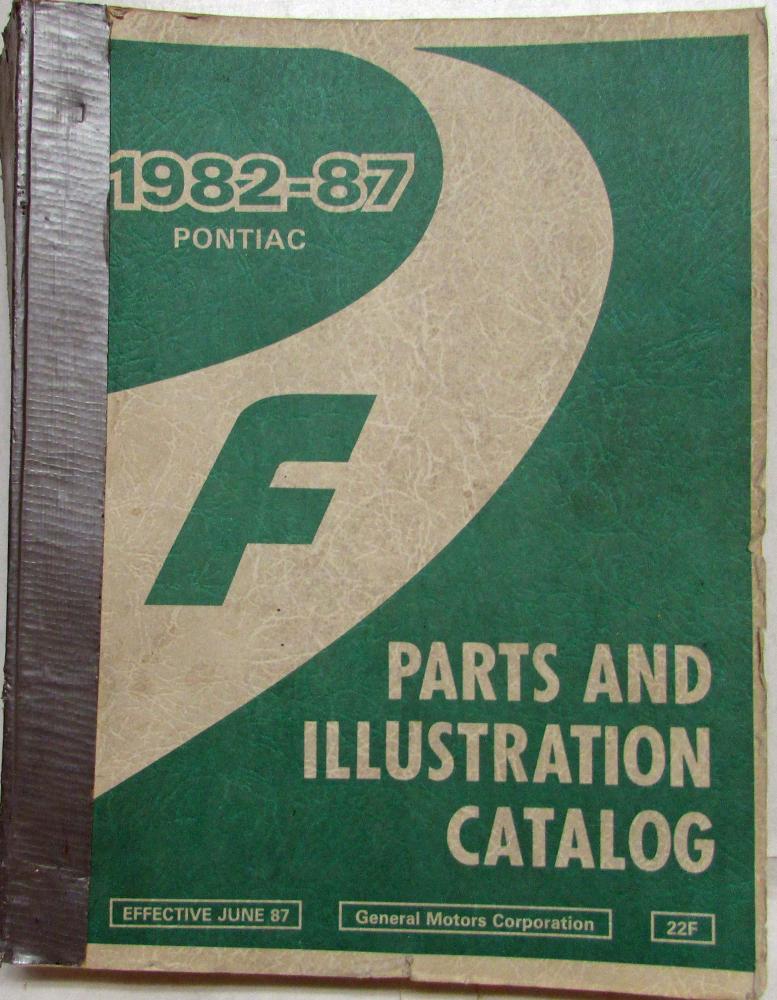 1982-87
PONTIAC
F
PARTS AND
ILLUSTRATION
CATALOG
EFFECTIVE JUNE 87
General Motors Corporation
22F